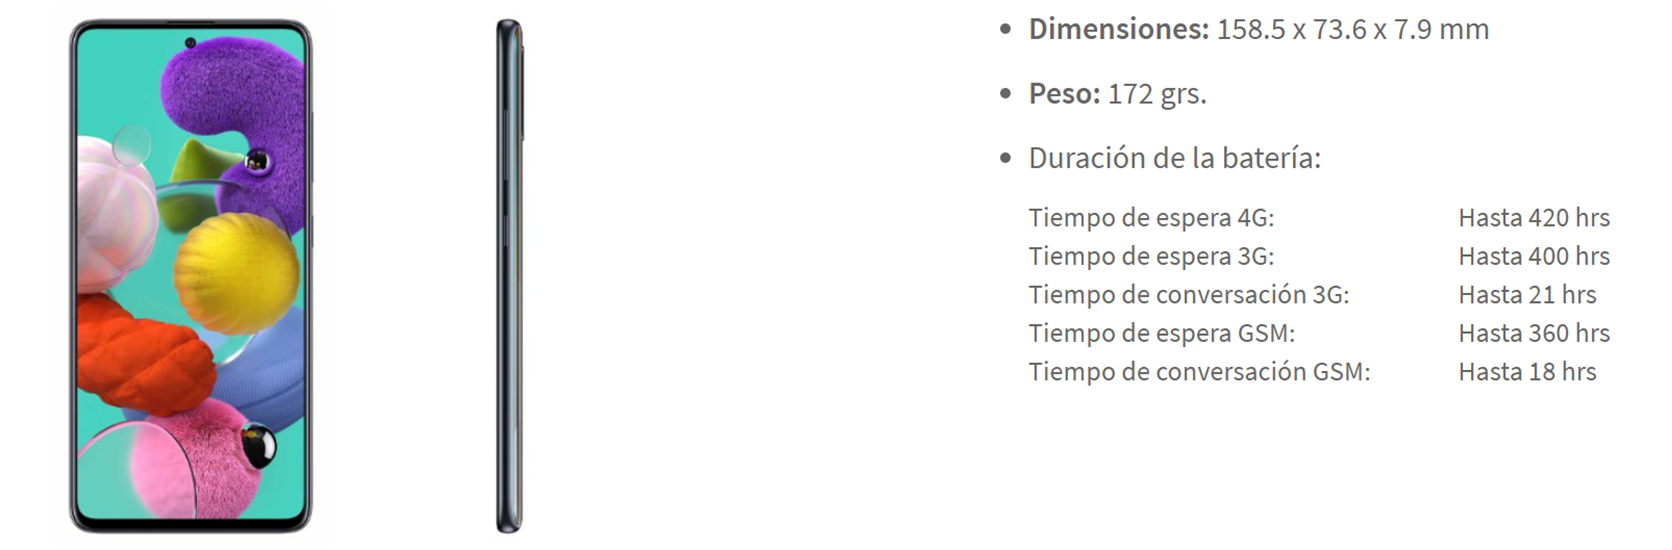 • Dimensiones: 158.5 x 73.6 x 7.9 mm
• Peso: 172 grs.
• Duración de la batería:
Tiempo de espera 4G: Hasta 420 hrs
Tiempo de espera 3G: Hasta 400 hrs
Tiempo de conversación 3G: Hasta 21 hrs
Tiempo de espera GSM: Hasta 360 hrs
Tiempo de conversación GSM: Hasta 18 hrs